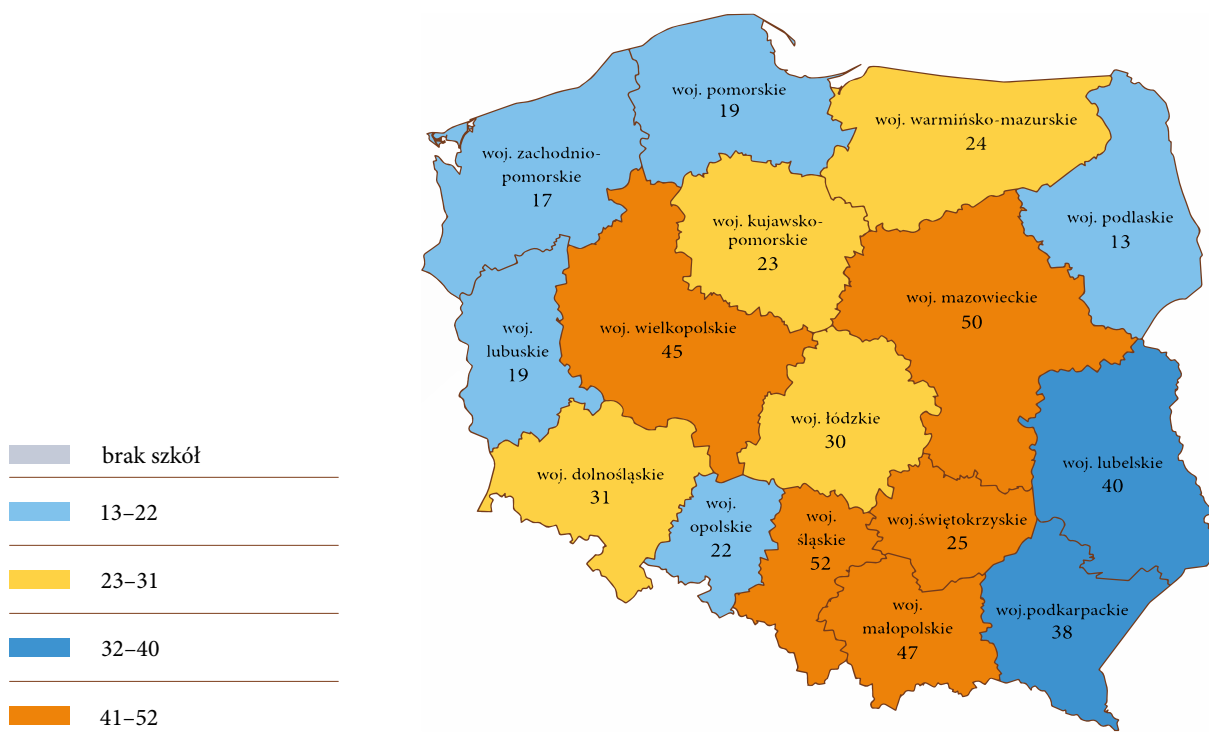 woj. pomorskie
19
woj. warmińsko-mazurskie
24
woj. zachodnio-
pomorskie
17
woj. podlaskie
13
woj. kujawsko-
pomorskie
23
woj. mazowieckie
50
woj.
lubuskie
19
woj. wielkopolskie
45
woj. łódzkie
30
woj. lubelskie
40
woj. dolnośląskie
31
woj.
opolskie
22
woj.
śląskie
52
woj.świętokrzyskie
25
woj.
małopolskie
47
woj.podkarpackie
38
brak szkół
13–22
23–31
32–40
41–52